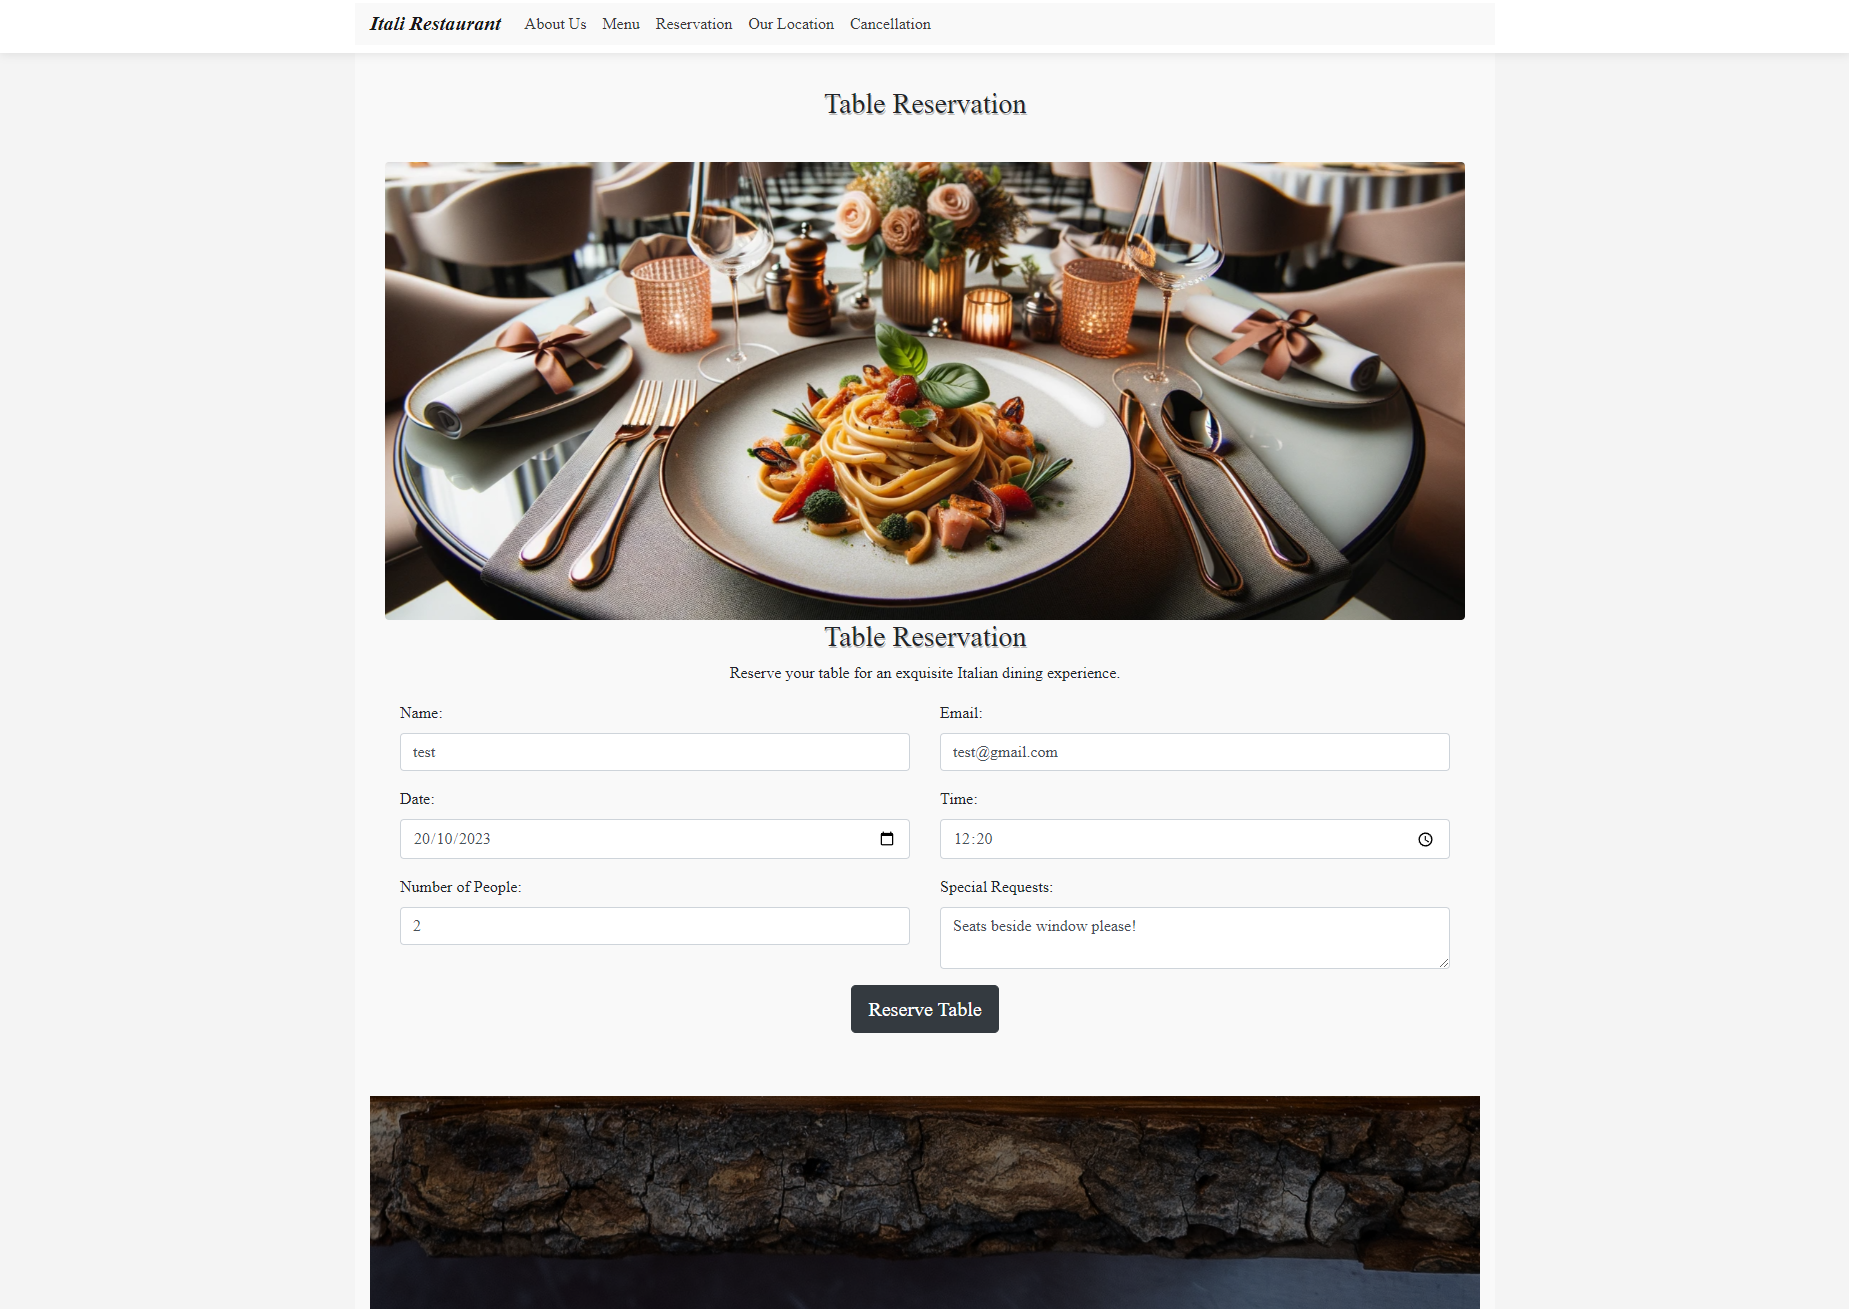 Itali Restaurant About Us Menu Reservation Our Location Cancellation
Table Reservation
Table Reservation
Reserve your table for an exquisite Italian dining experience.
Name: Email:
test test@gmail.com
Date: Time:
20/10/2023 12:20
Number of People: Special Requests:
2 Seats beside window please!
Reserve Table